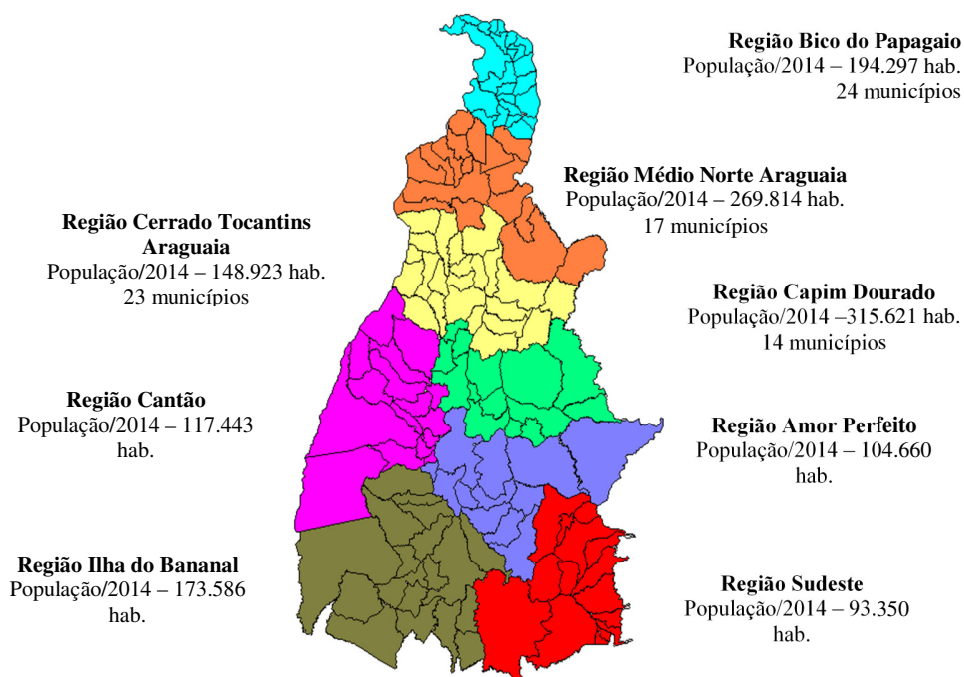 Região Bico do Papagaio
População/2014 – 194.297 hab.
24 municípios
Região Médio Norte Araguaia
População/2014 – 269.814 hab.
17 municípios
Região Cerrado Tocantins
Araguaia
População/2014 – 148.923 hab.
23 municípios
Região Capim Dourado
População/2014 –315.621 hab.
14 municípios
Região Cantão
População/2014 – 117.443
hab.
Região Amor Perfeito
População/2014 – 104.660
hab.
Região Ilha do Bananal
População/2014 – 173.586
hab.
Região Sudeste
População/2014 – 93.350
hab.